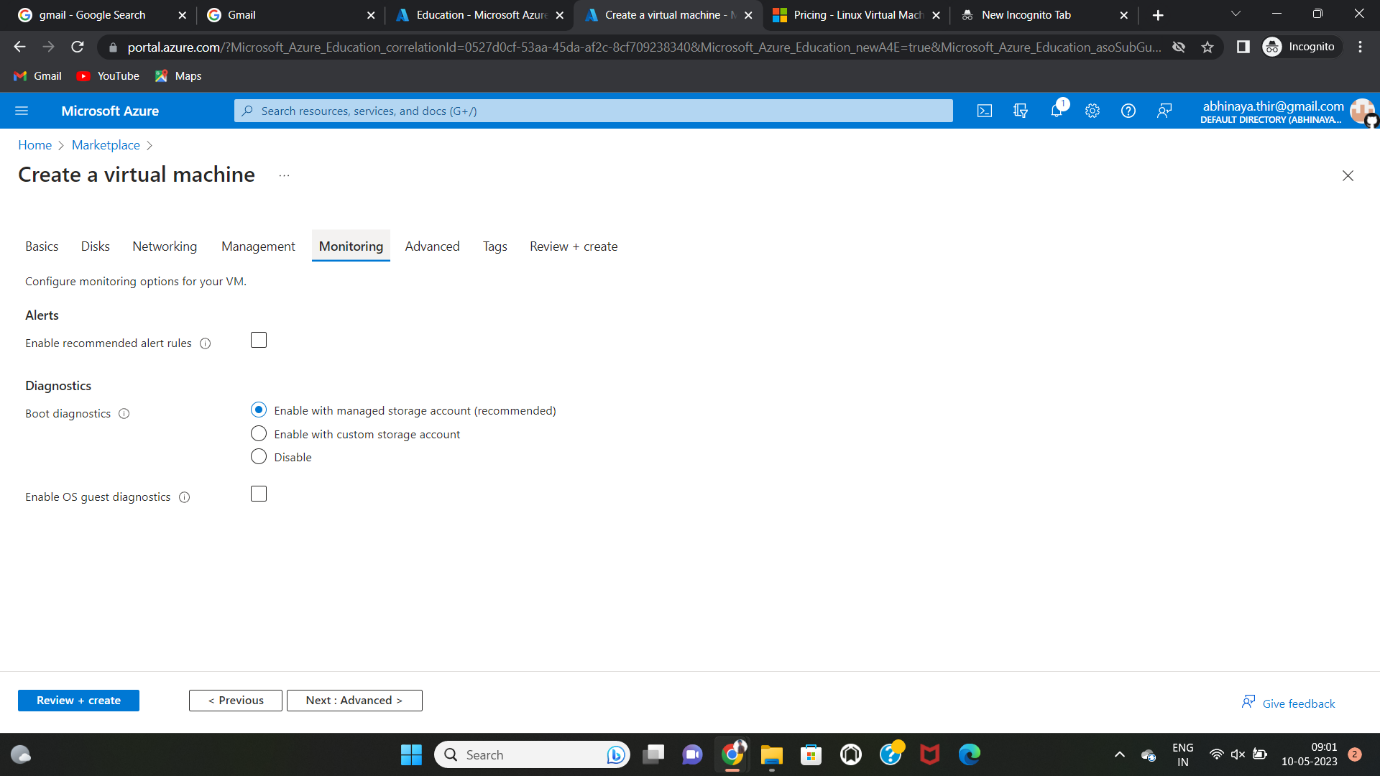 gmail - Google Search
Gmail
Education - Microsoft Azure
Create a virtual machine - M
Pricing - Linux Virtual Mach
New Incognito Tab
portal.azure.com/?Microsoft_Azure_Education_correlationId=0527d0cf-53aa-45da-af2c-8cf709238340&Microsoft_Azure_Education_newA4E=true&Microsoft_Azure_Education_asoSubGu...
Incognito
Gmail
YouTube
Maps
Microsoft Azure
Search resources, services, and docs (G+/)
1
abhinaya.thir@gmail.com
DEFAULT DIRECTORY (ABHINAYA...
Home > Marketplace >
Create a virtual machine ...
Basics Disks Networking Management Monitoring Advanced Tags Review + create
Configure monitoring options for your VM.
Alerts
Enable recommended alert rules
Diagnostics
Boot diagnostics
Enable with managed storage account (recommended)
Enable with custom storage account
Disable
Enable OS guest diagnostics
Review + create
< Previous
Next : Advanced >
Give feedback
Search
ENG
IN
09:01
10-05-2023
2